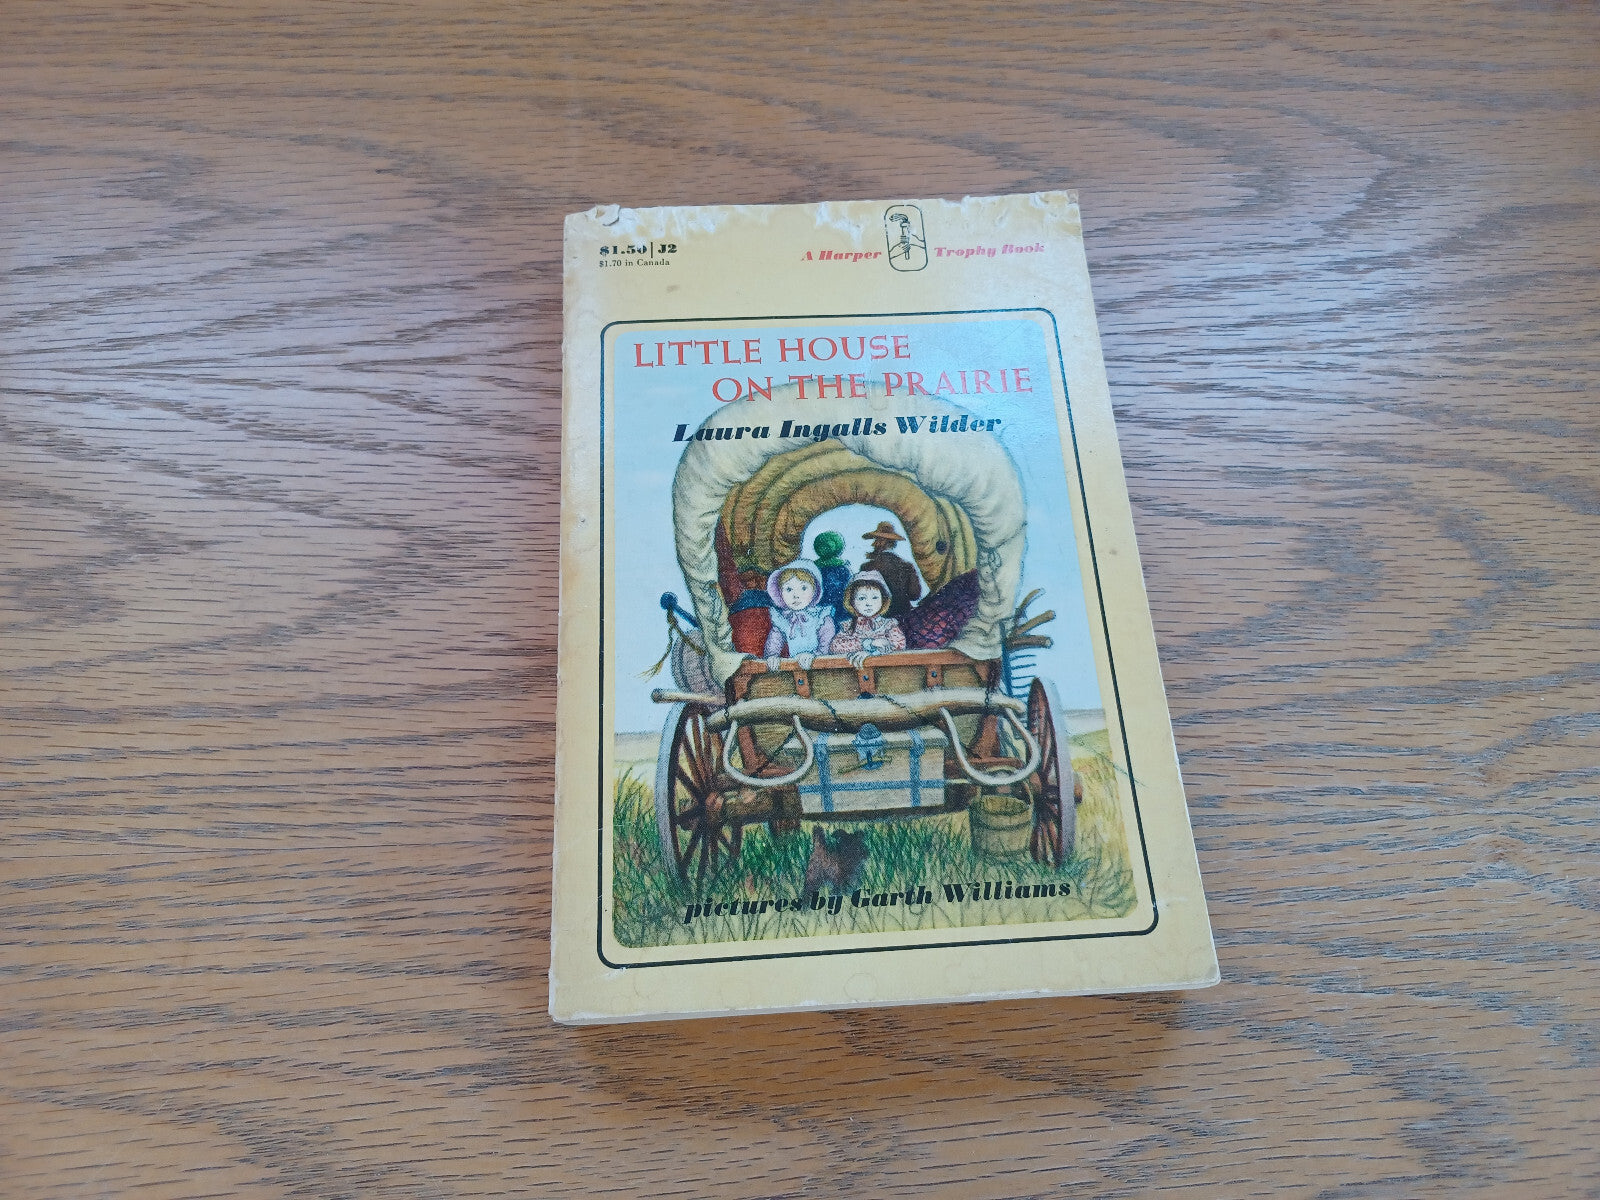 $1.50 | J2
$1.70 in Canada
A Harper Trophy Book
LITTLE HOUSE
ON THE PRAIRIE
Laura Ingalls Wilder
pictures by Garth Williams